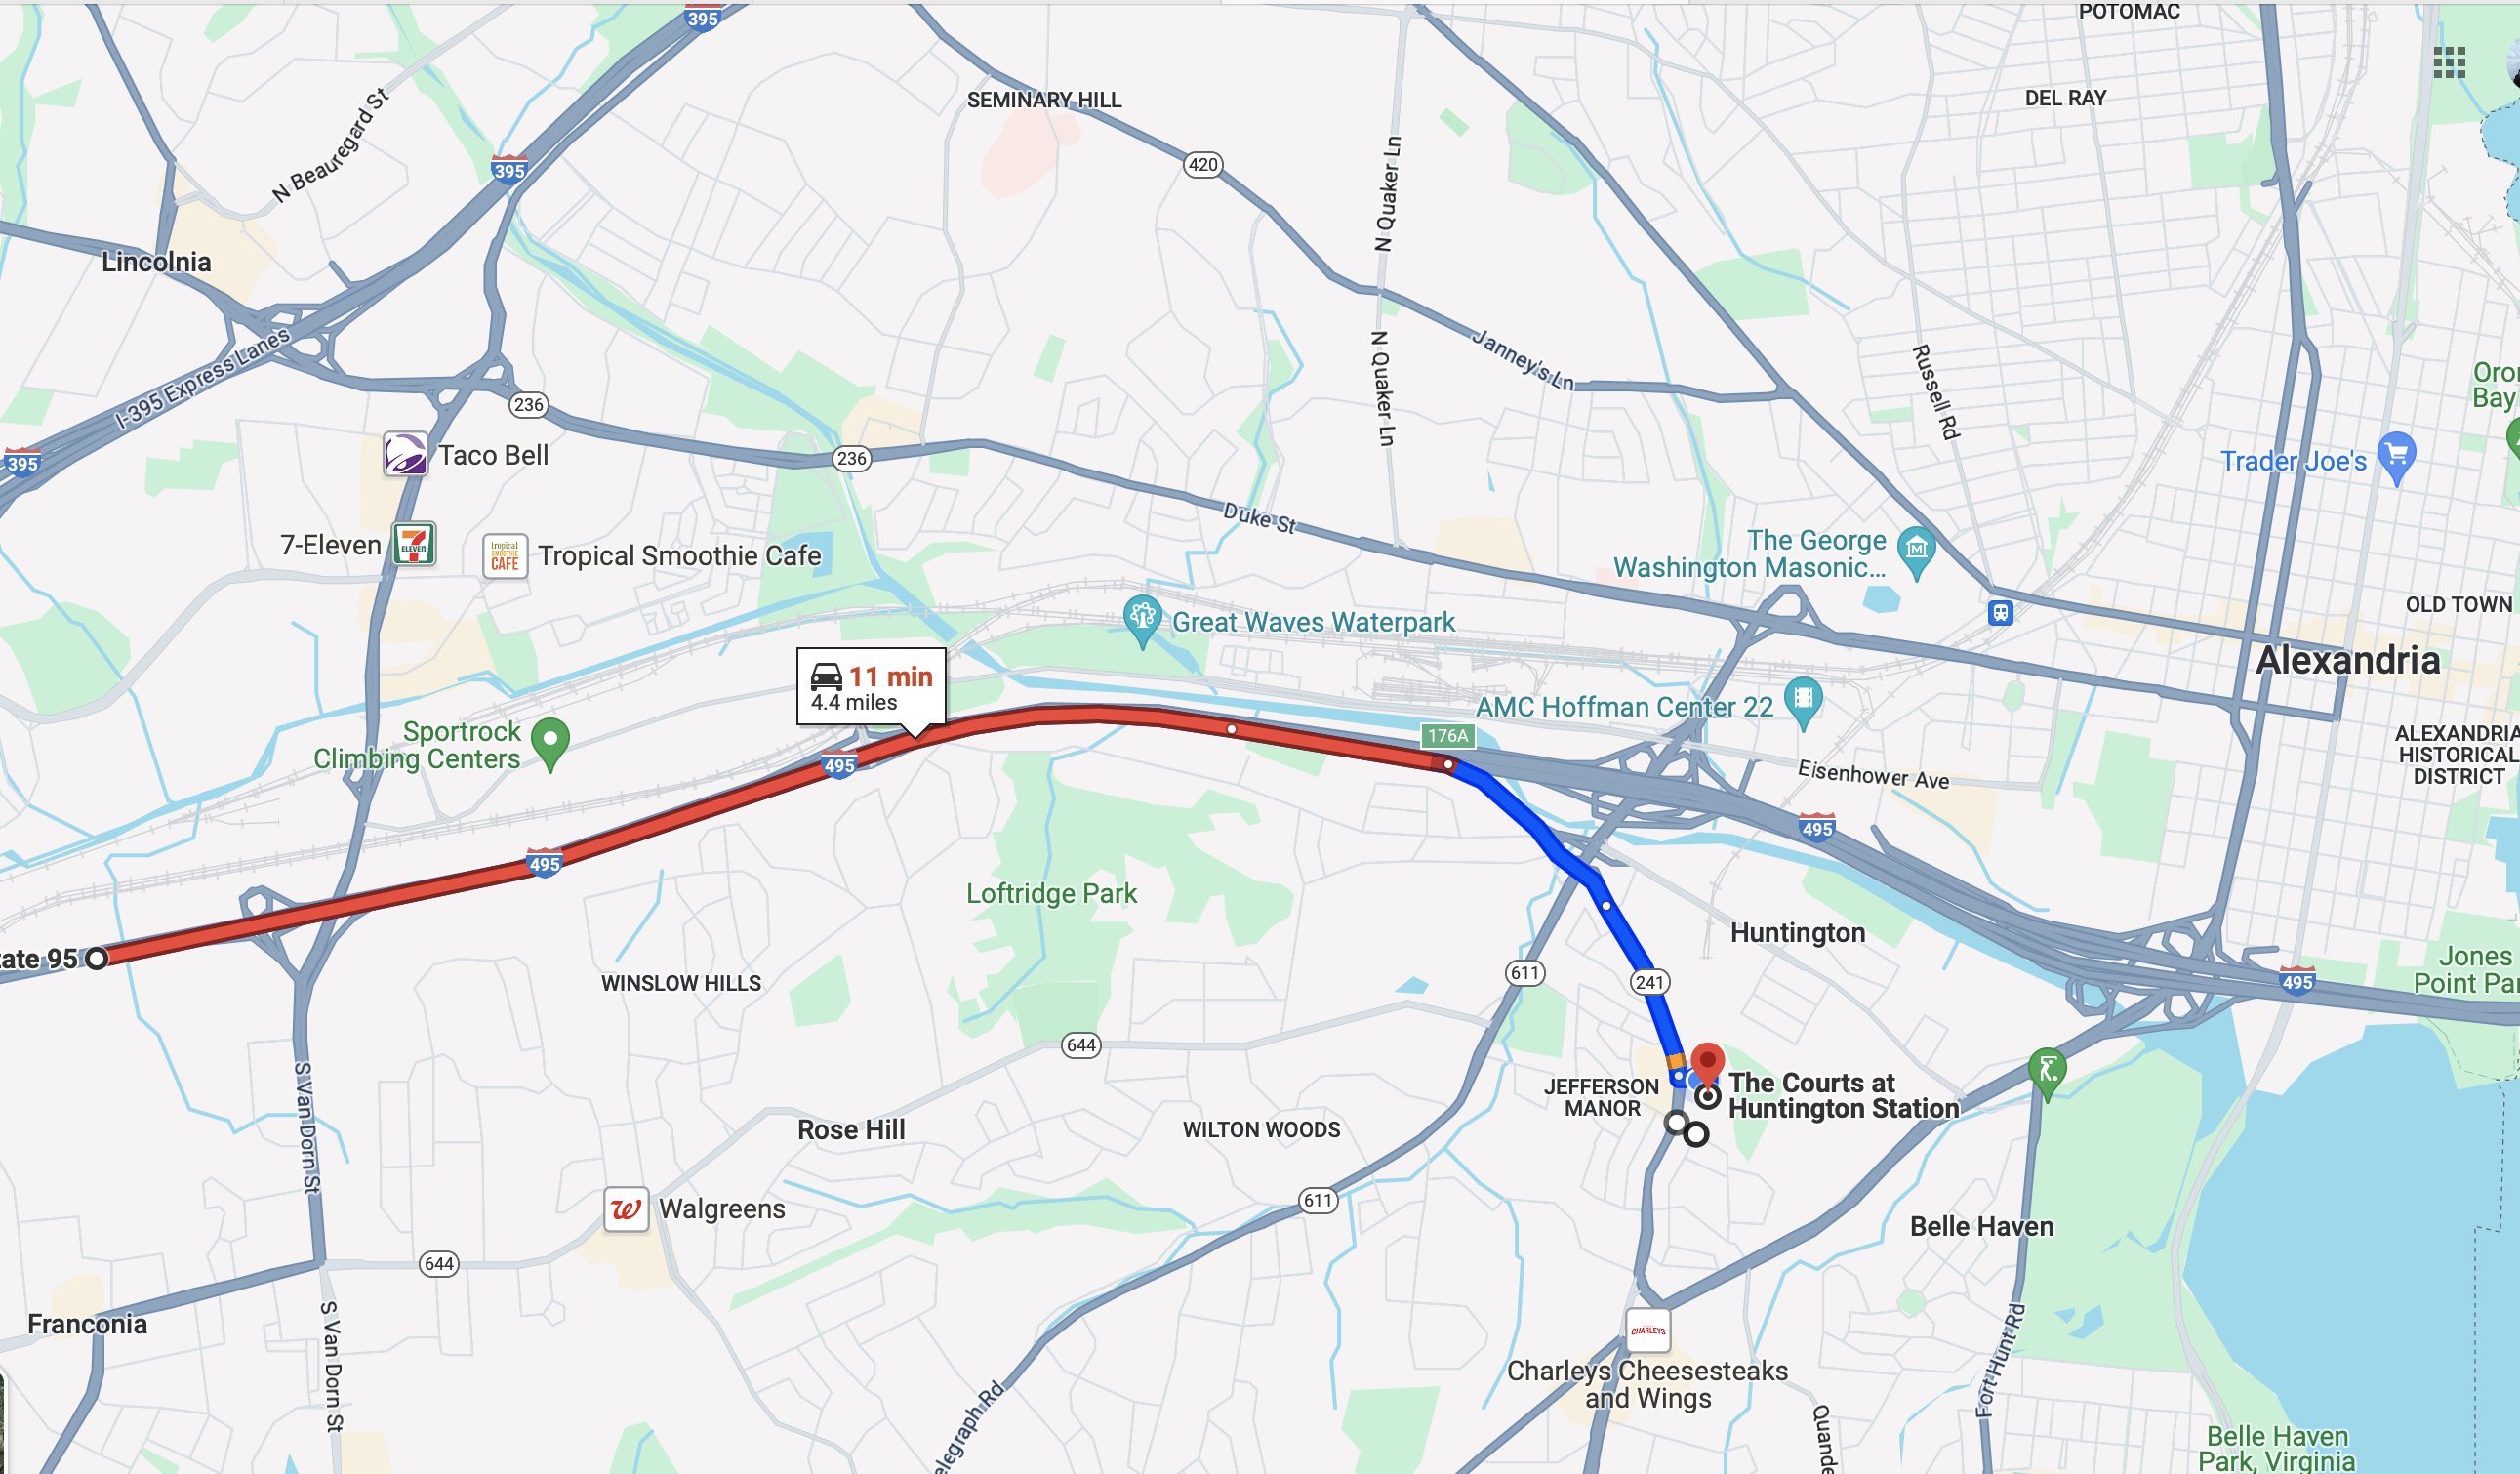 395
POTOMAC
SEMINARY HILL
DEL RAY
N Beauregard St
395
420
N Quaker Ln
Lincolnia
I-395 Express Lanes
N Quaker Ln
Janney's Ln
Russell Rd
236
236
395
Taco Bell
Trader Joe's
Duke St
7-Eleven
ELEVEN
tropical
SMOOTHIE
CAFE
Tropical Smoothie Cafe
The George
Washington Masonic...
Great Waves Waterpark
OLD TOWN
Alexandria
11 min
4.4 miles
AMC Hoffman Center 22
Sportrock
Climbing Centers
176A
ALEXANDRIA
HISTORICAL
DISTRICT
495
Eisenhower Ave
495
495
Loftridge Park
Huntington
95
Jones
Bay
WINSLOW HILLS
611
241
495
644
JEFFERSON
MANOR
The Courts at
Huntington Station
S Van Dorn St
Rose Hill
WILTON WOODS
611
Walgreens
Belle Haven
644
Franconia
S Van Dorn St
CHARLEYS
Charleys Cheesesteaks
and Wings
Fort Hunt Rd
Rd
Belle Haven
Park, Virginia